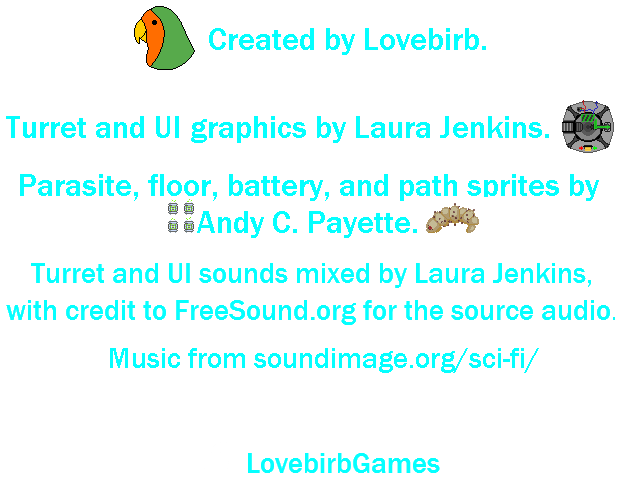 Created by Lovebirb.
Turret and UI graphics by Laura Jenkins.
Parasite, floor, battery, and path sprites by
Andy C. Payette.
Turret and UI sounds mixed by Laura Jenkins,
with credit to FreeSound.org for the source audio.
Music from soundimage.org/sci-fi/
LovebirbGames